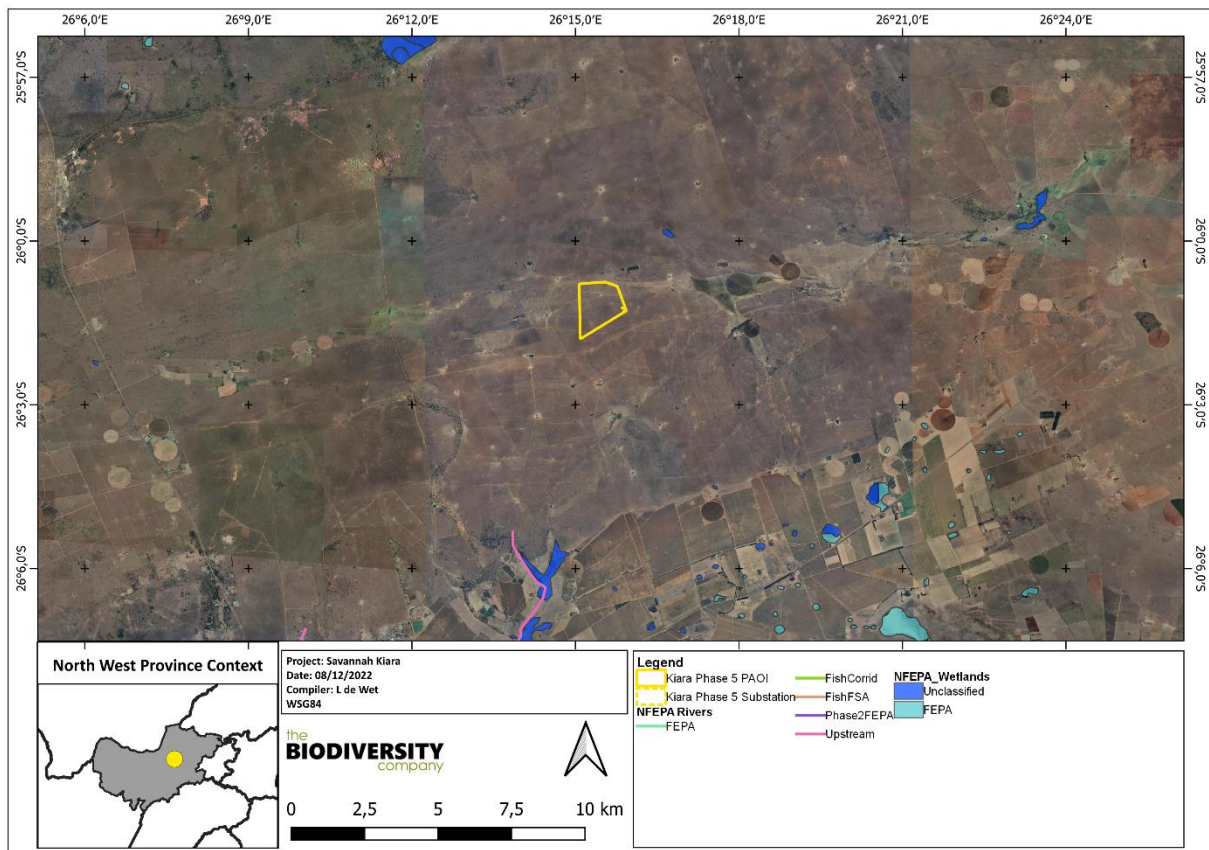 26°6,0'E 26°9,0'E 26°12,0'E 26°15,0'E 26°18,0'E 26°21,0'E 26°24,0'E
25°57,0'S 25°57,0'S
26°0,0'S 26°0,0'S
26°3,0'S 26°3,0'S
26°6,0'S 26°6,0'S
North West Province Context
Project: Savannah Kiara
Date: 08/12/2022
Compiler: L de Wet
WSG84
the
BIODIVERSITY
company
0 2,5 5 7,5 10 km
Legend
Kiara Phase 5 PAOI
Kiara Phase 5 Substation
NFEPA Rivers
FEPA
FishCorrid
FishFSA
Phase2FEPA
Upstream
NFEPA_Wetlands
Unclassified
FEPA